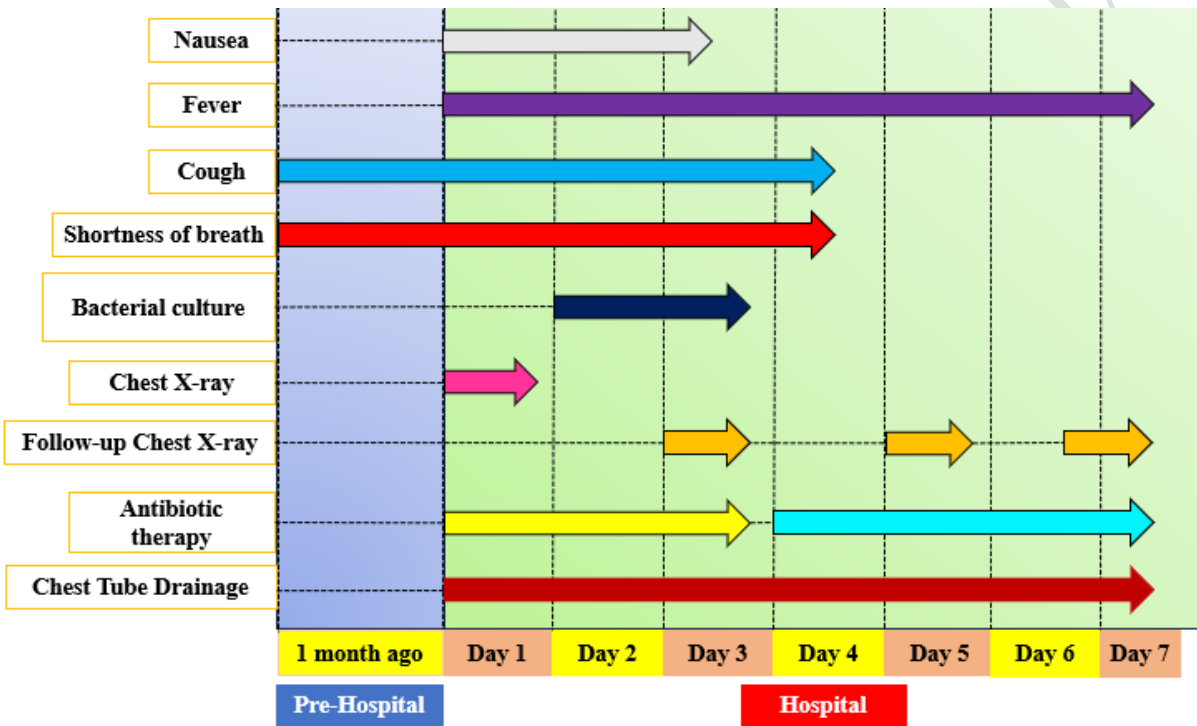 Nausea
Fever
Cough
Shortness of breath
Bacterial culture
Chest X-ray
Follow-up Chest X-ray
Antibiotic
therapy
Chest Tube Drainage
1 month ago Day 1 Day 2 Day 3 Day 4 Day 5 Day 6 Day 7
Pre-Hospital Hospital